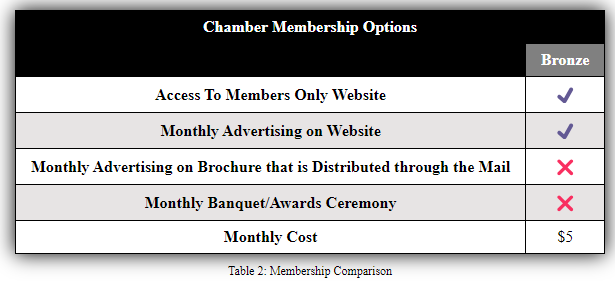 Chamber Membership Options
Bronze
Access To Members Only Website
Monthly Advertising on Website
Monthly Advertising on Brochure that is Distributed through the Mail
Monthly Banquet/Awards Ceremony
Monthly Cost $5
Table 2: Membership Comparison